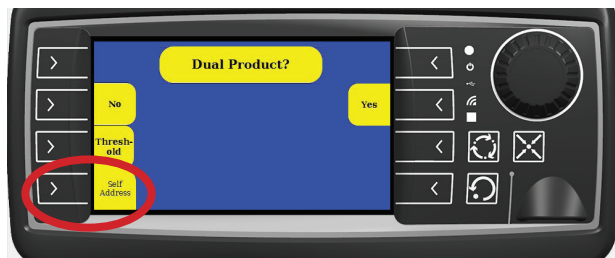 Dual Product?
No
Yes
Thresh-
old
Self
Address